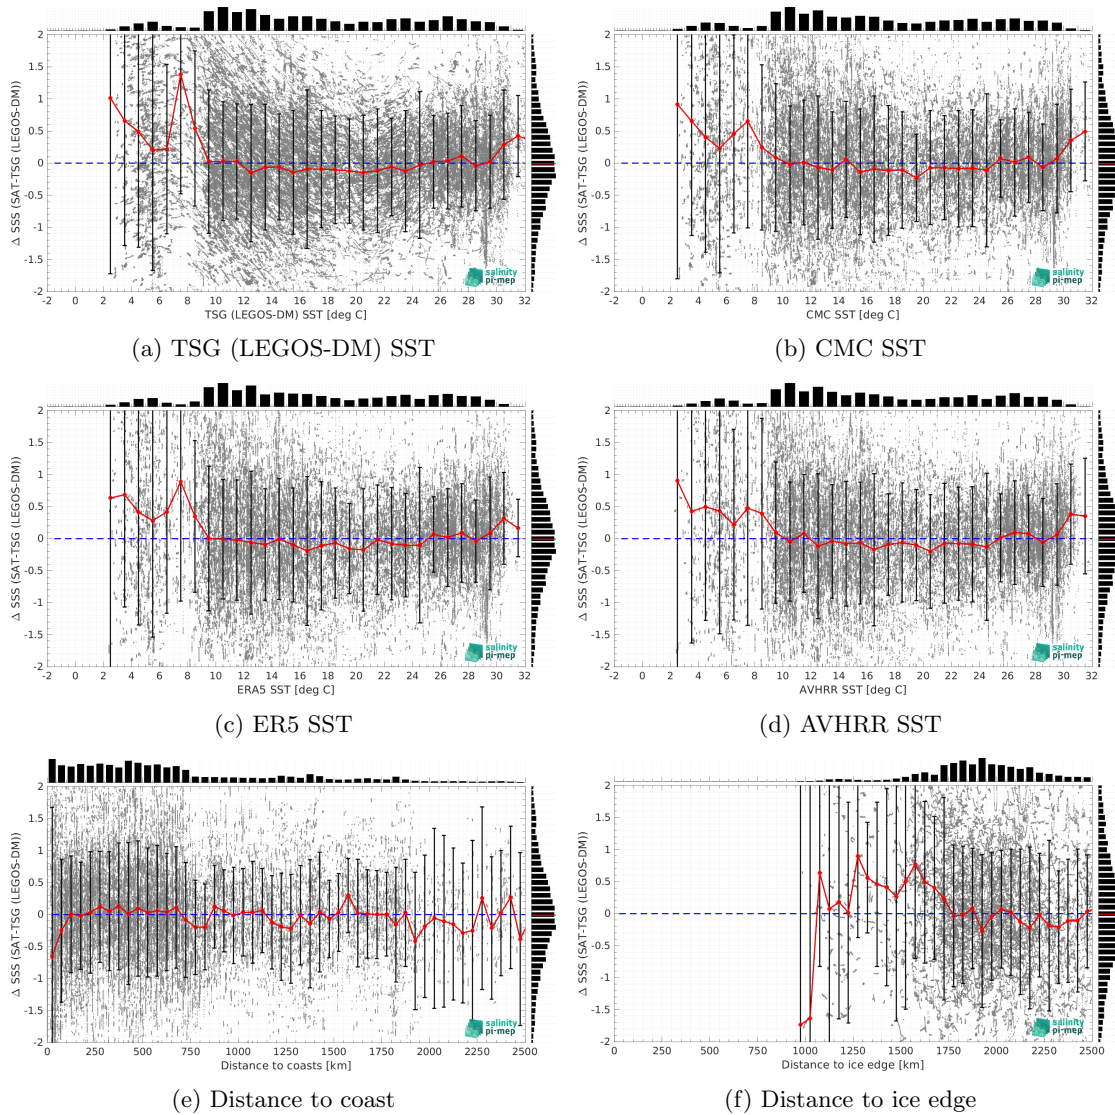 2
1.5
1
0.5
0
-0.5
-1
-1.5
-2
Δ SSS (SAT-TSG (LEGOS-DM))
-2 0 2 4 6 8 10 12 14 16 18 20 22 24 26 28 30 32
TSG (LEGOS-DM) SST [deg C]
salinity
pi-mep
(a) TSG (LEGOS-DM) SST
2
1.5
1
0.5
0
-0.5
-1
-1.5
-2
Δ SSS (SAT-TSG (LEGOS-DM))
-2 0 2 4 6 8 10 12 14 16 18 20 22 24 26 28 30 32
CMC SST [deg C]
salinity
pi-mep
(b) CMC SST
2
1.5
1
0.5
0
-0.5
-1
-1.5
-2
Δ SSS (SAT-TSG (LEGOS-DM))
-2 0 2 4 6 8 10 12 14 16 18 20 22 24 26 28 30 32
ERA5 SST [deg C]
salinity
pi-mep
(c) ER5 SST
2
1.5
1
0.5
0
-0.5
-1
-1.5
-2
Δ SSS (SAT-TSG (LEGOS-DM))
-2 0 2 4 6 8 10 12 14 16 18 20 22 24 26 28 30 32
AVHRR SST [deg C]
salinity
pi-mep
(d) AVHRR SST
2
1.5
1
0.5
0
-0.5
-1
-1.5
-2
Δ SSS (SAT-TSG (LEGOS-DM))
0 250 500 750 1000 1250 1500 1750 2000 2250 2500
Distance to coasts [km]
salinity
pi-mep
(e) Distance to coast
2
1.5
1
0.5
0
-0.5
-1
-1.5
-2
Δ SSS (SAT-TSG (LEGOS-DM))
0 250 500 750 1000 1250 1500 1750 2000 2250 2500
Distance to ice edge [km]
salinity
pi-mep
(f) Distance to ice edge